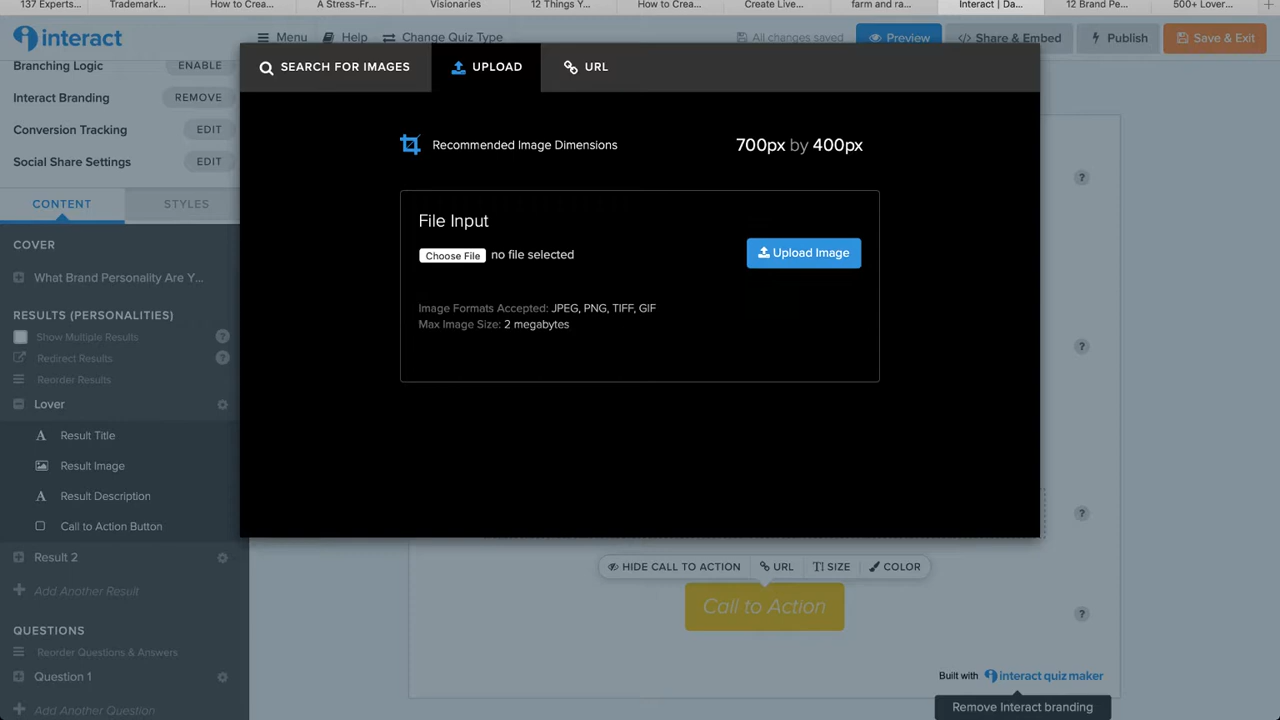 137 Experts...
Trademark...
How to Crea...
A Stress-Fr...
Visionaries
12 Things Y...
How to Crea...
Create Live...
farm and ra...
Interact | Da...
12 Brand Pe...
500+ Lover...
interact
Menu
Help
Change Quiz Type
All changes saved
Preview
</> Share & Embed
Publish
Save & Exit
Branching Logic
ENABLE
Interact Branding
REMOVE
Conversion Tracking
EDIT
Social Share Settings
EDIT
CONTENT
STYLES
COVER
What Brand Personality Are Y...
RESULTS (PERSONALITIES)
Show Multiple Results
?
Redirect Results
?
Reorder Results
Lover
A Result Title
Result Image
A Result Description
Call to Action Button
Result 2
Add Another Result
QUESTIONS
Reorder Questions & Answers
Question 1
Add Another Question
SEARCH FOR IMAGES
UPLOAD
URL
Recommended Image Dimensions
700px by 400px
File Input
Choose File no file selected
Upload Image
Image Formats Accepted: JPEG, PNG, TIFF, GIF
Max Image Size: 2 megabytes
?
?
?
HIDE CALL TO ACTION
URL
TI SIZE
COLOR
Call to Action
?
Built with interact quiz maker
Remove Interact branding